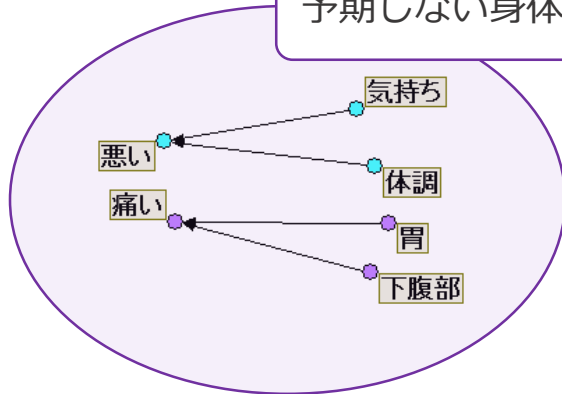 予期しない身体
気持ち
悪い
体調
痛い
胃
下腹部